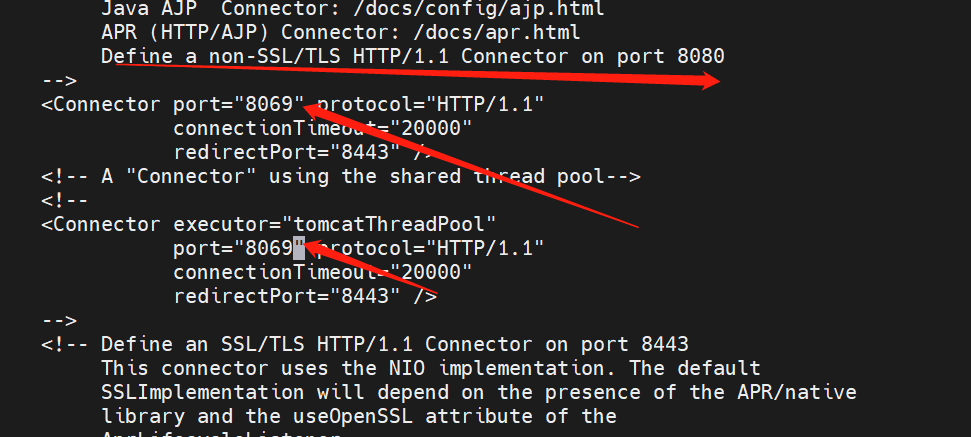 Java AJP  Connector: /docs/config/ajp.html
APR (HTTP/AJP) Connector: /docs/apr.html
Define a non-SSL/TLS HTTP/1.1 Connector on port 8080
-->
<Connector port="8069" protocol="HTTP/1.1"
connectionTimeout="20000"
redirectPort="8443" />
<!-- A "Connector" using the shared thread pool-->
<!--
<Connector executor="tomcatThreadPool"
port="8069" protocol="HTTP/1.1"
connectionTimeout="20000"
redirectPort="8443" />
-->
<!-- Define an SSL/TLS HTTP/1.1 Connector on port 8443
This connector uses the NIO implementation. The default
SSLImplementation will depend on the presence of the APR/native
library and the useOpenSSL attribute of the
AprLifecycleListener.